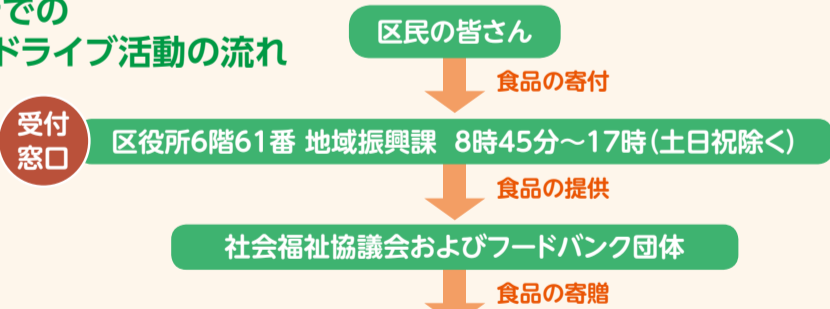 での
ドライブ活動の流れ
区民の皆さん
食品の寄付
受付
窓口
区役所6階61番 地域振興課 8時45分～17時(土日祝除く)
食品の提供
社会福祉協議会およびフードバンク団体
食品の寄贈